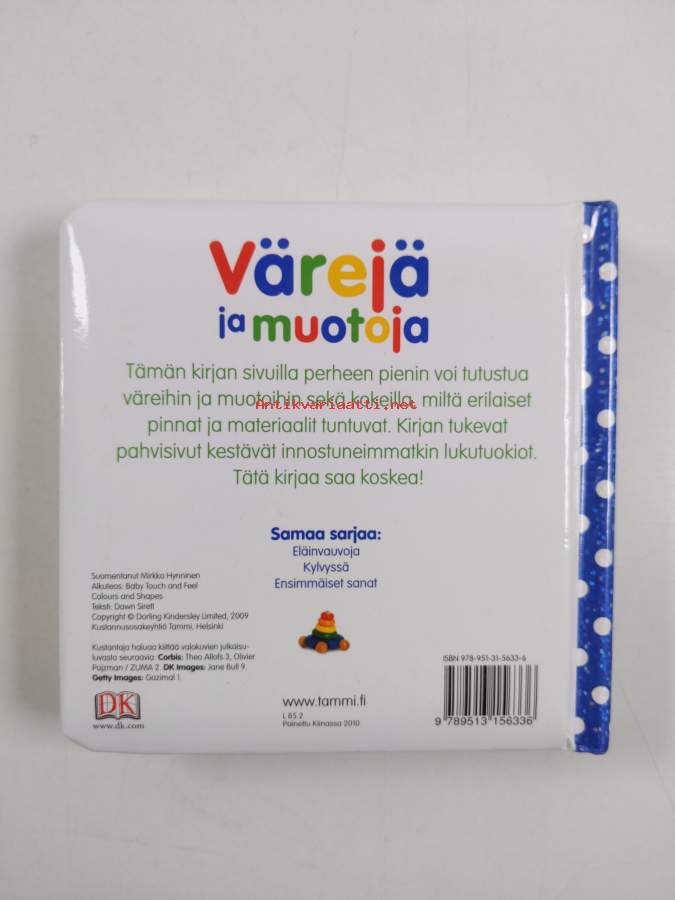 Värejä
ja muotoja
Tämän kirjan sivuilla perheen pienin voi tutustua
väreihin ja muotoihin sekä kokeilla, miltä erilaiset
Antikvariaatti.net
pinnat ja materiaalit tuntuvat. Kirjan tukevat
pahvisivut kestävät innostuneimmatkin lukutuokiot.
Tätä kirjaa saa koskea!
Samaa sarjaa:
Eläinvauvoja
Kylvyssä
Ensimmäiset sanat
Suomentanut Mirkka Hynninen
Alkuteos: Baby Touch and Feel
Colours and Shapes
Teksti: Dawn Sirett
Copyright © Dorling Kindersley Limited, 2009
Kustannusosakeyhtiö Tammi, Helsinki
Kustantaja haluaa kiittää valokuvien julkaisu-
luvasta seuraavia: Corbis: Theo Allofs 3, Olivier
Pojzman / ZUMA 2. DK Images: Jane Bull 9.
Getty Images: Gazimal 1.
DK
www.dk.com
www.tammi.fi
L 85.2
Painettu Kiinassa 2010
ISBN 978-951-31-5633-6
9 789513 156336